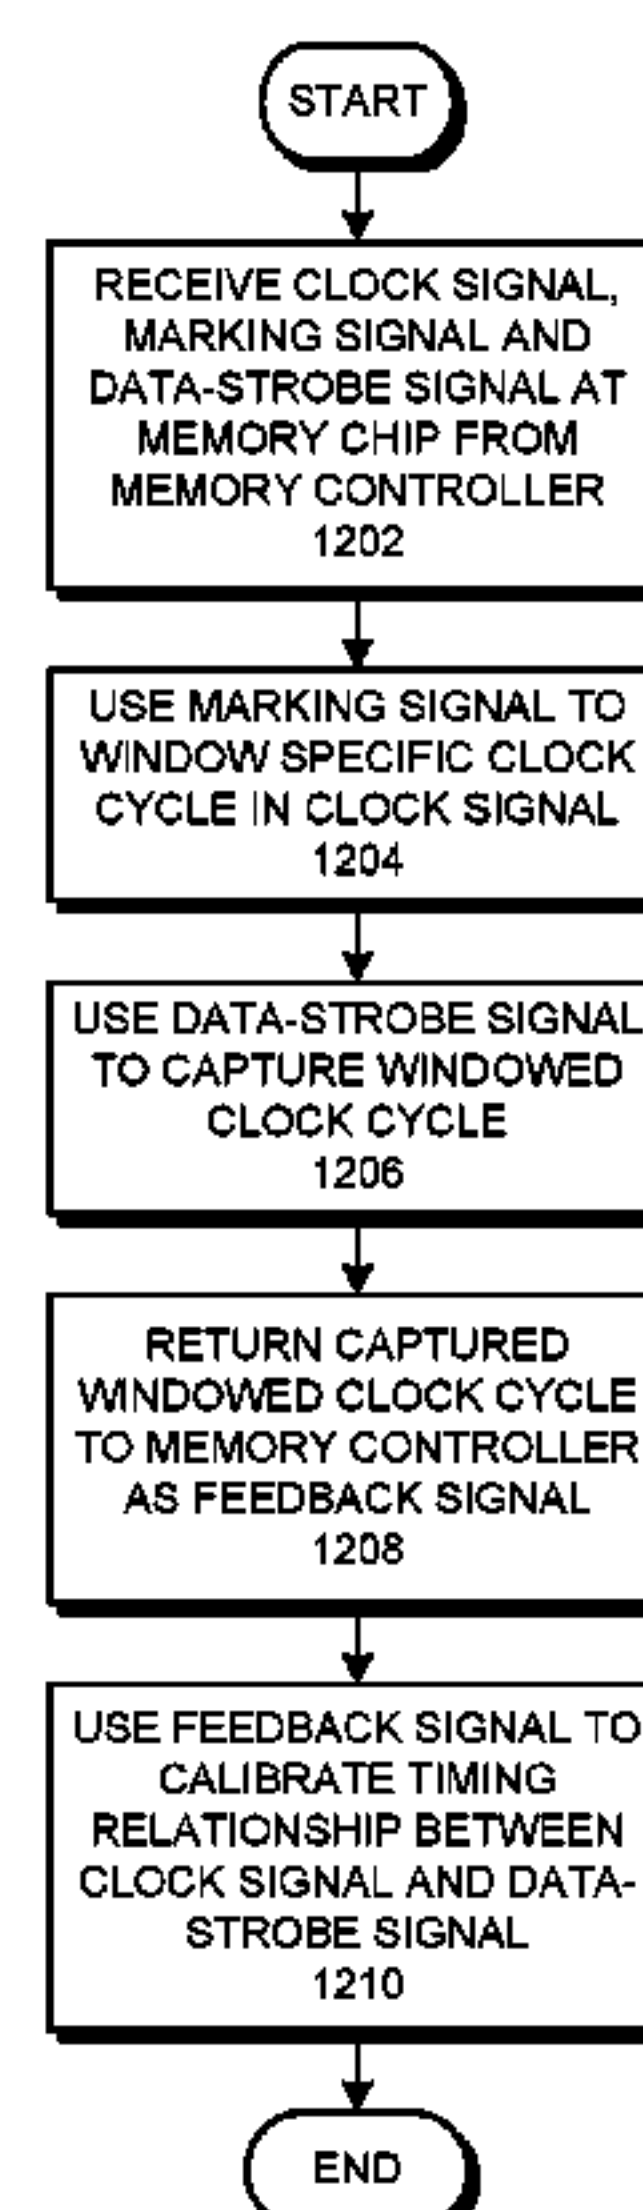 START
RECEIVE CLOCK SIGNAL,
MARKING SIGNAL AND
DATA-STROBE SIGNAL AT
MEMORY CHIP FROM
MEMORY CONTROLLER
1202
USE MARKING SIGNAL TO
WINDOW SPECIFIC CLOCK
CYCLE IN CLOCK SIGNAL
1204
USE DATA-STROBE SIGNAL
TO CAPTURE WINDOWED
CLOCK CYCLE
1206
RETURN CAPTURED
WINDOWED CLOCK CYCLE
TO MEMORY CONTROLLER
AS FEEDBACK SIGNAL
1208
USE FEEDBACK SIGNAL TO
CALIBRATE TIMING
RELATIONSHIP BETWEEN
CLOCK SIGNAL AND DATA-
STROBE SIGNAL
1210
END